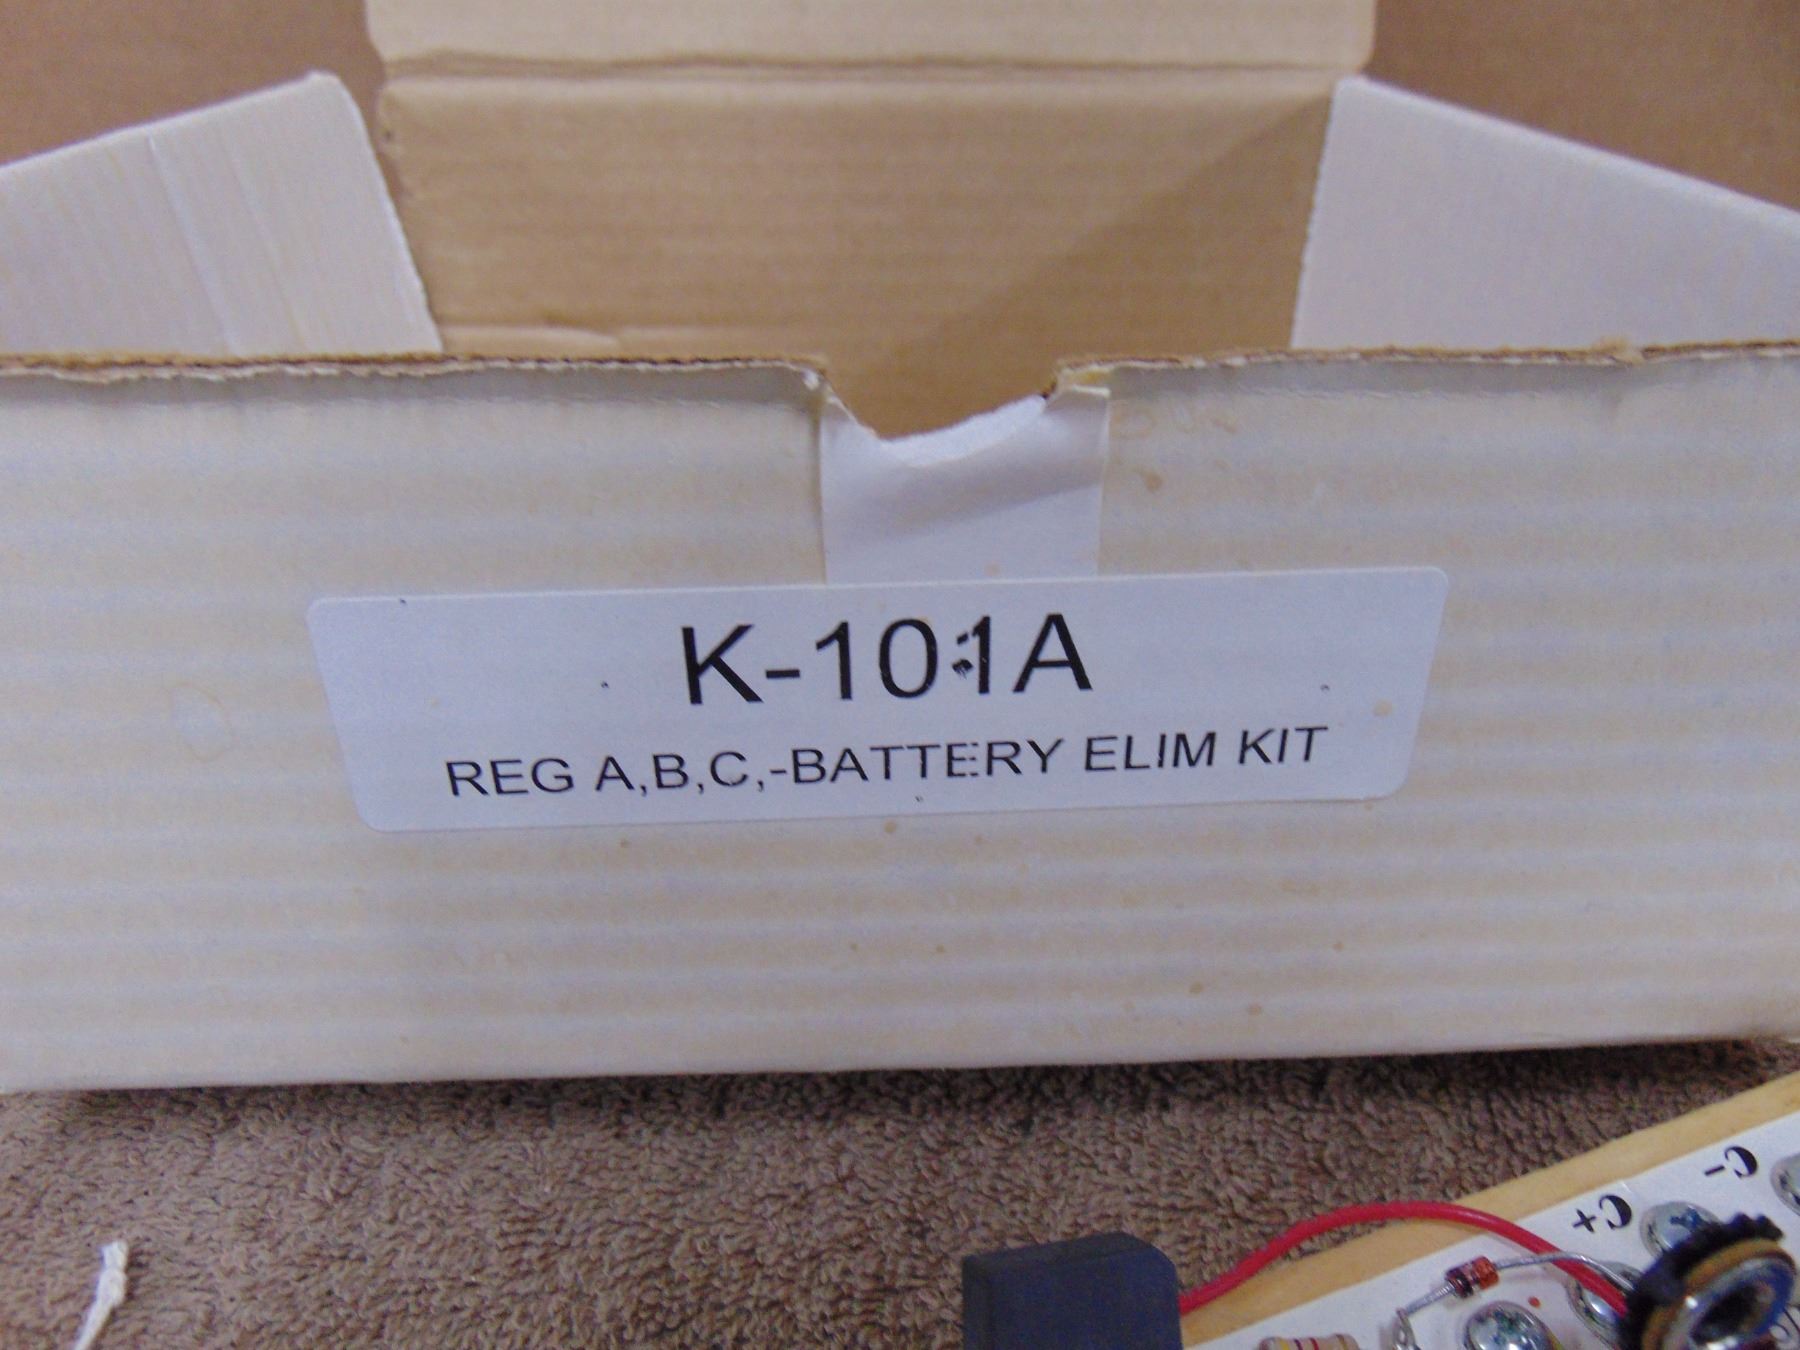 K-101A
REG A,B,C,-BATTERY ELIM KIT
C-
C+